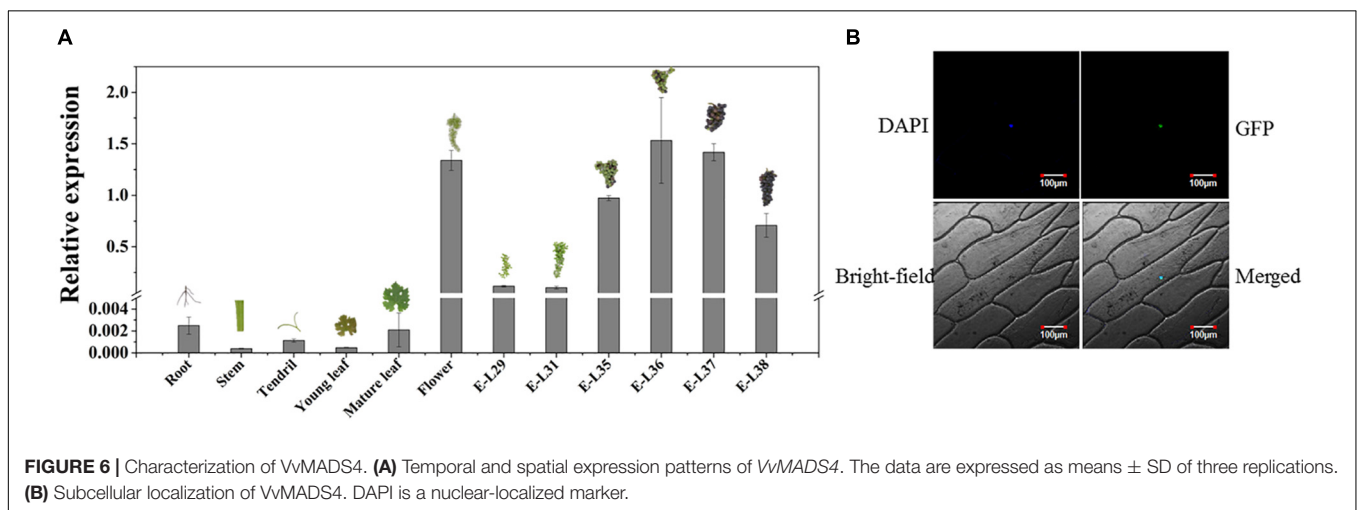 A
B
Relative expression
2.0
1.5
1.0
0.5
0.004
0.002
0.000
Root
Stem
Tendril
Young leaf
Mature leaf
Flower
E-L29
E-L31
E-L35
E-L36
E-L37
E-L38
DAPI
GFP
100μm
100μm
Bright-field
Merged
100μm
100μm
FIGURE 6 | Characterization of VvMADS4. (A) Temporal and spatial expression patterns of VvMADS4. The data are expressed as means ± SD of three replications.
(B) Subcellular localization of VvMADS4. DAPI is a nuclear-localized marker.